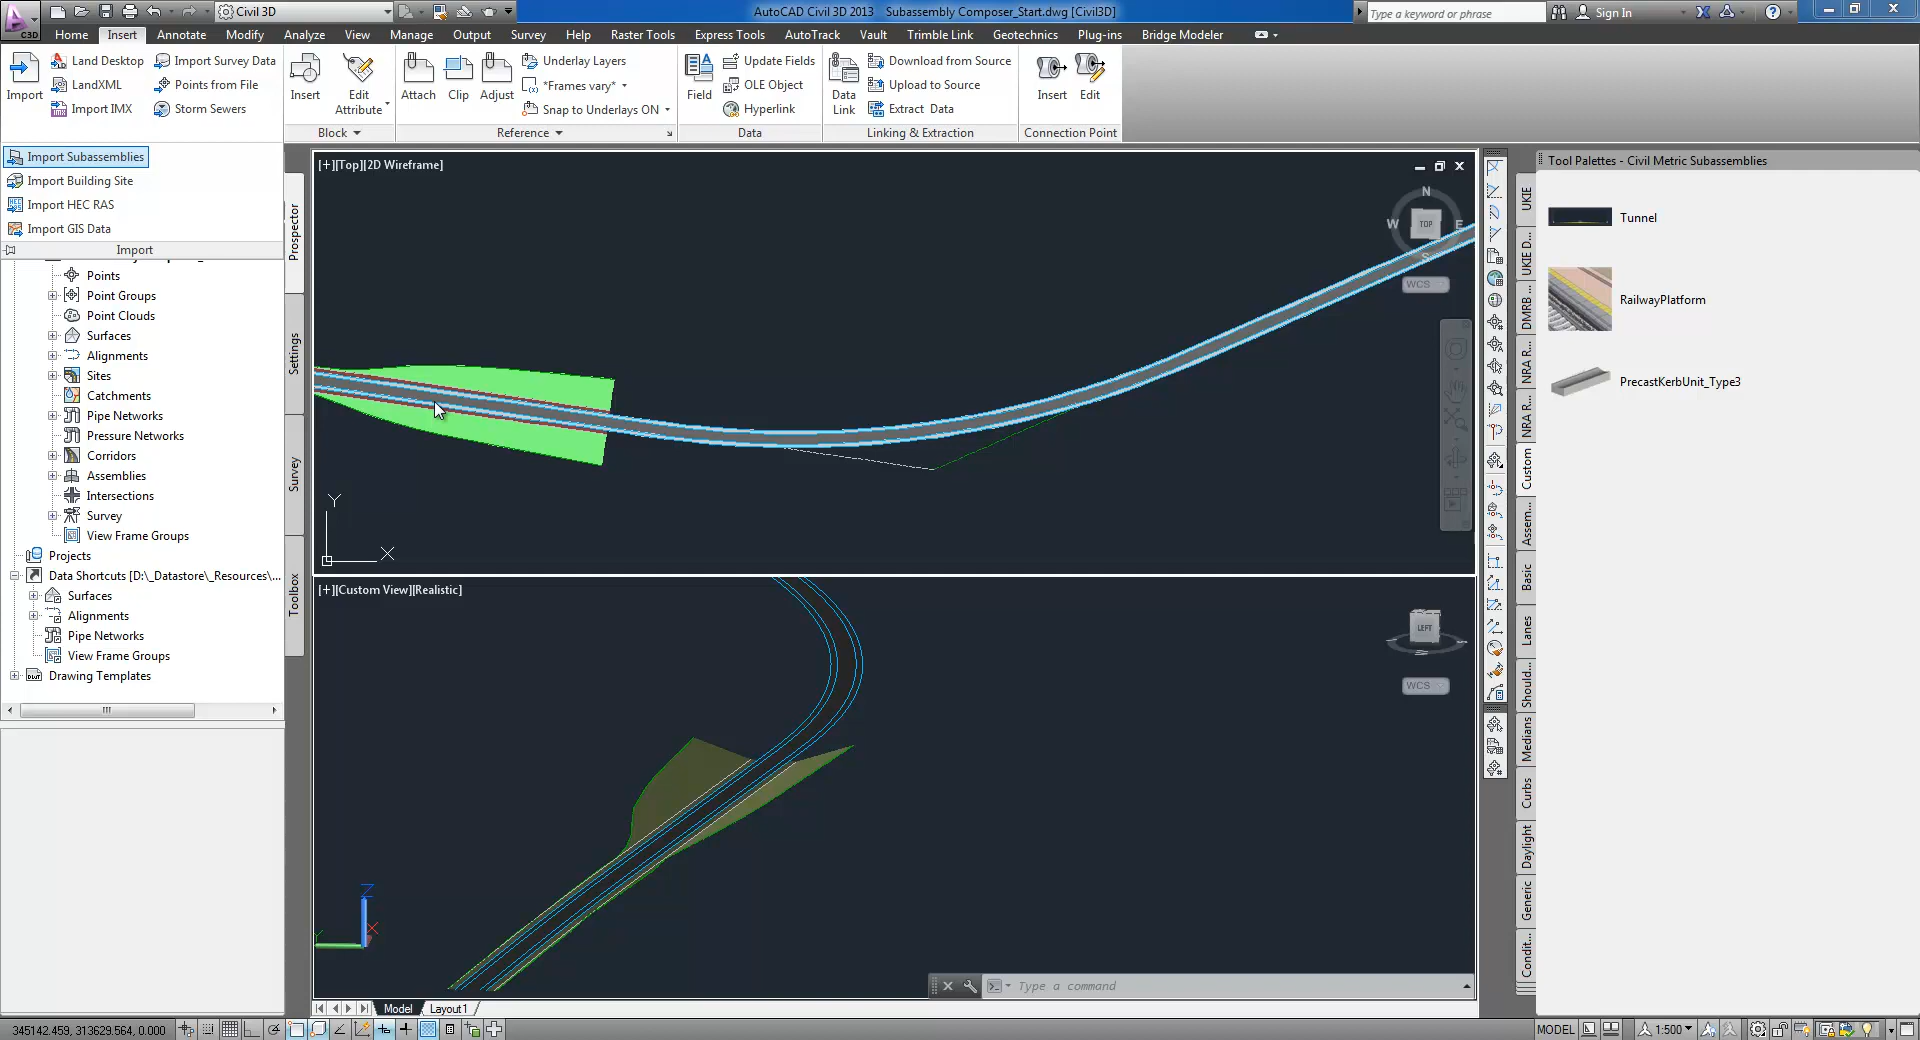 Civil 3D
AutoCAD Civil 3D 2013 Subassembly Composer_Start.dwg [Civil3D]
Type a keyword or phrase
Sign In
C3D
Home Insert Annotate Modify Analyze View Manage Output Survey Help Raster Tools Express Tools AutoTrack Vault Trimble Link Geotechnics Plug-ins Bridge Modeler
Import
Land Desktop
LandXML
Import IMX
Import Survey Data
Points from File
Storm Sewers
Insert
Edit
Attribute
Block
Attach
Clip
Adjust
Underlay Layers
*Frames vary*
Snap to Underlays ON
Reference
Field
Update Fields
OLE Object
Hyperlink
Data
Data
Link
Download from Source
Upload to Source
Extract Data
Linking & Extraction
Insert
Edit
Connection Point
Import Subassemblies
Import Building Site
Import HEC RAS
Import GIS Data
Import
Points
Point Groups
Point Clouds
Surfaces
Alignments
Sites
Catchments
Pipe Networks
Pressure Networks
Corridors
Assemblies
Intersections
Survey
View Frame Groups
Projects
Data Shortcuts [D:\_Datastore\_Resources\...
Surfaces
Alignments
Pipe Networks
View Frame Groups
Drawing Templates
Prospector
Settings
Survey
Toolbox
[+][Top][2D Wireframe]
N
W
TOP
E
S
WCS
Y
X
[+][Custom View][Realistic]
LEFT
WCS
Z
X
Y
Type a command
Model
Layout1
Tool Palettes - Civil Metric Subassemblies
Tunnel
RailwayPlatform
PrecastKerbUnit_Type3
UKIE
UKIE D...
DMRB ...
NRA R...
NRA R...
Custom
Assem...
Basic
Lanes
Should...
Medians
Curbs
Daylight
Generic
Condit...
345142.459, 313629.564, 0.000
MODEL
1:500